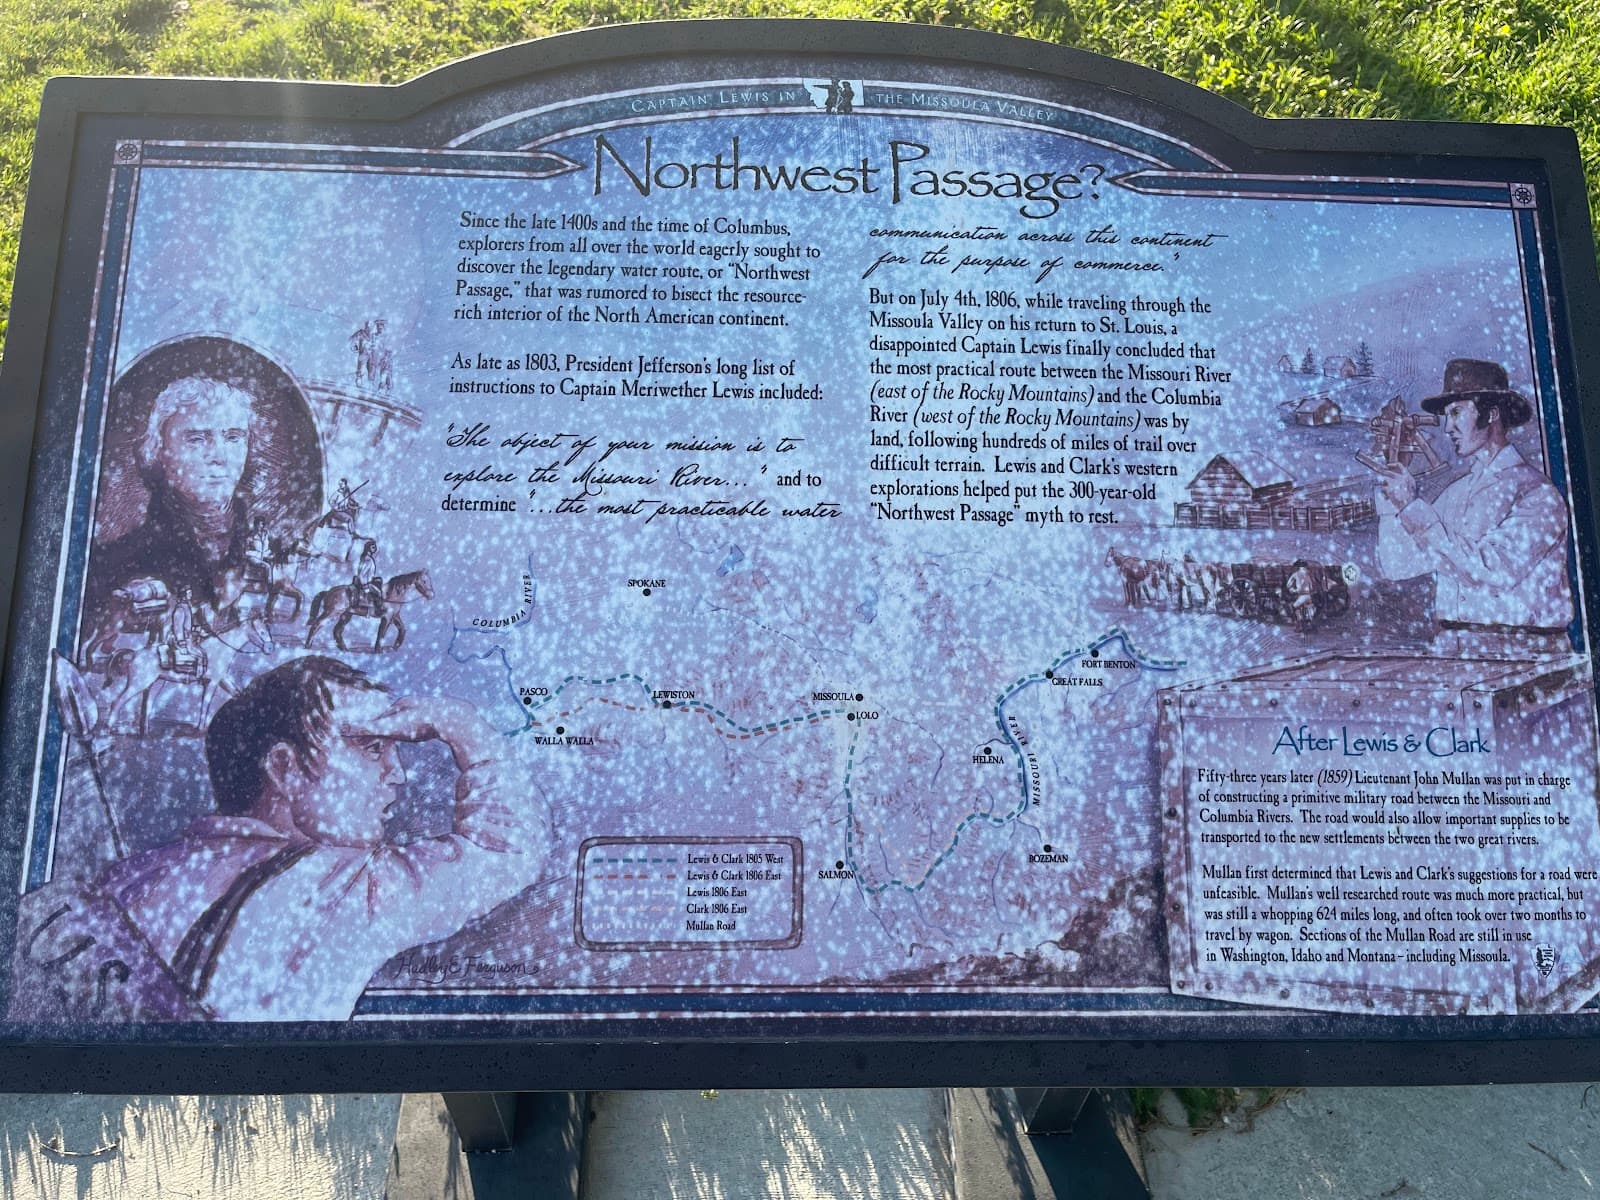 CAPTAIN LEWIS IN THE MISSOULA VALLEY
Northwest Passage?
Since the late 1400s and the time of Columbus,
explorers from all over the world eagerly sought to
discover the legendary water route, or "Northwest
Passage," that was rumored to bisect the resource-
rich interior of the North American continent.
As late as 1803, President Jefferson's long list of
instructions to Captain Meriwether Lewis included:
"The object of your mission is to
explore the Missouri River..." and to
determine "...the most practicable water
communication across this continent
for the purpose of commerce."
But on July 4th, 1806, while traveling through the
Missoula Valley on his return to St. Louis, a
disappointed Captain Lewis finally concluded that
the most practical route between the Missouri River
(east of the Rocky Mountains) and the Columbia
River (west of the Rocky Mountains) was by
land, following hundreds of miles of trail over
difficult terrain. Lewis and Clark's western
explorations helped put the 300-year-old
"Northwest Passage" myth to rest.
COLUMBIA RIVER
SPOKANE
PASCO
WALLA WALLA
LEWISTON
MISSOULA
LOLO
FORT BENTON
GREAT FALLS
MISSOURI RIVER
HELENA
BOZEMAN
SALMON
Lewis & Clark 1805 West
Lewis & Clark 1806 East
Lewis 1806 East
Clark 1806 East
Mullan Road
Hadley E Ferguson
After Lewis & Clark
Fifty-three years later (1859) Lieutenant John Mullan was put in charge
of constructing a primitive military road between the Missouri and
Columbia Rivers. The road would also allow important supplies to be
transported to the new settlements between the two great rivers.
Mullan first determined that Lewis and Clark's suggestions for a road were
unfeasible. Mullan's well researched route was much more practical, but
was still a whopping 624 miles long, and often took over two months to
travel by wagon. Sections of the Mullan Road are still in use
in Washington, Idaho and Montana – including Missoula.